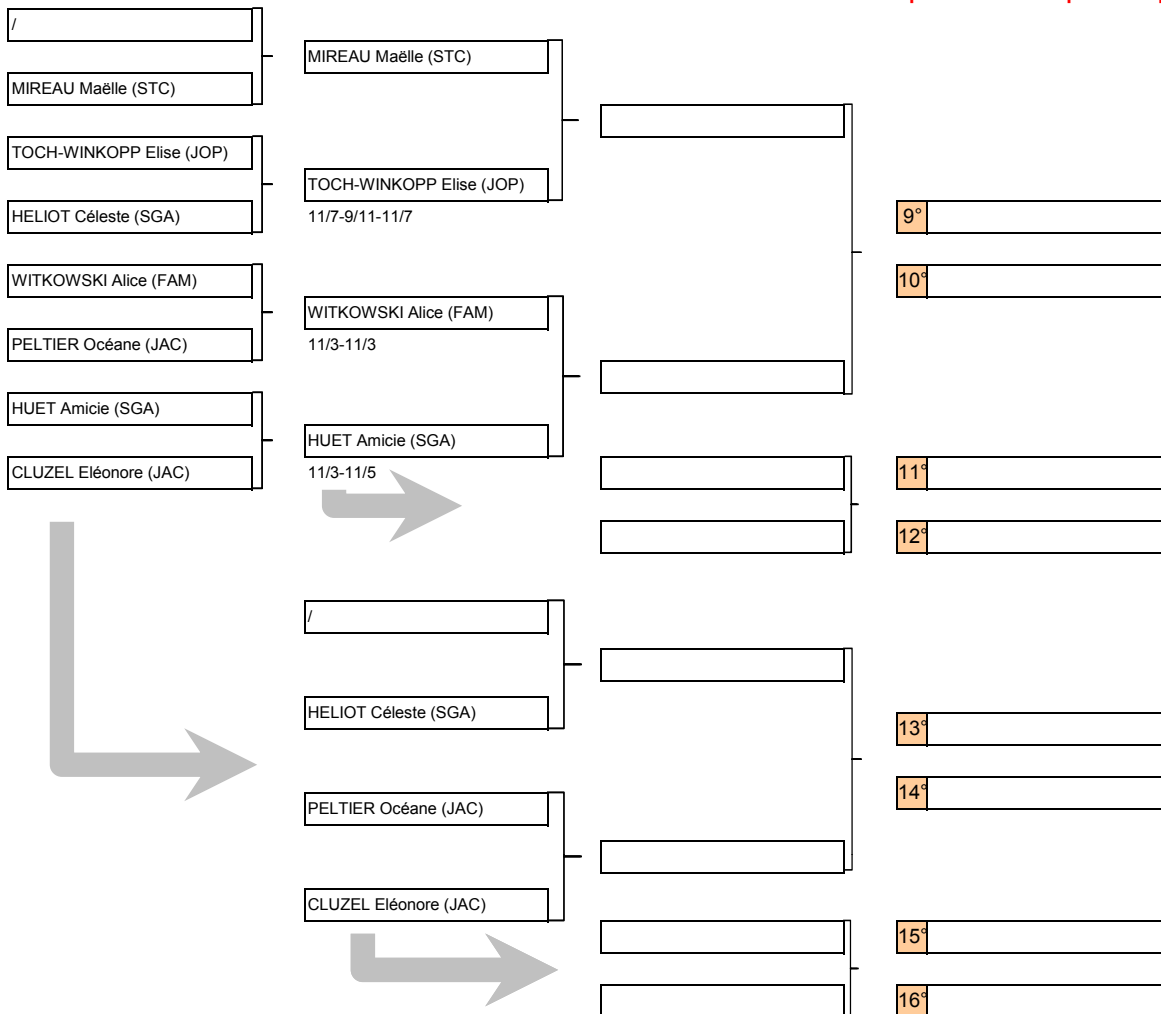 /
MIREAU Maëlle (STC)
TOCH-WINKOPP Elise (JOP)
HELIOT Céleste (SGA)
WITKOWSKI Alice (FAM)
PELTIER Océane (JAC)
HUET Amicie (SGA)
CLUZEL Eléonore (JAC)
MIREAU Maëlle (STC)
TOCH-WINKOPP Elise (JOP)
11/7-9/11-11/7
WITKOWSKI Alice (FAM)
11/3-11/3
HUET Amicie (SGA)
11/3-11/5
/
HELIOT Céleste (SGA)
PELTIER Océane (JAC)
CLUZEL Eléonore (JAC)
9°
10°
11°
12°
13°
14°
15°
16°